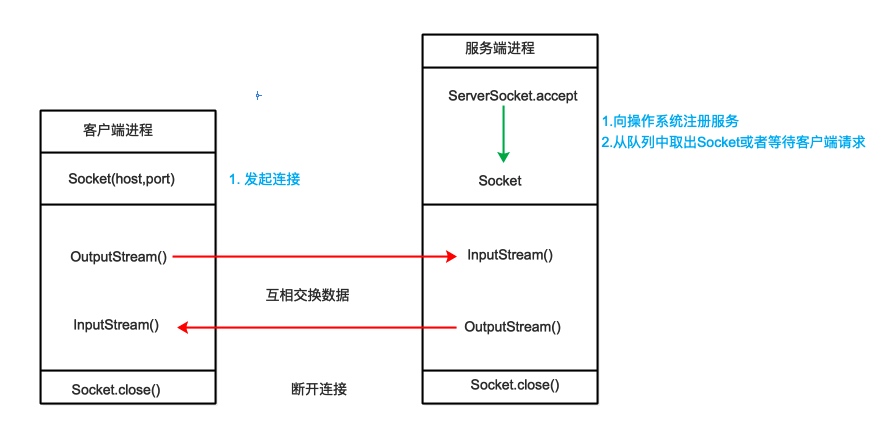 服务端进程
ServerSocket.accept
1.向操作系统注册服务
2.从队列中取出Socket或者等待客户端请求
Socket
客户端进程
Socket(host,port)
1. 发起连接
OutputStream()
InputStream()
互相交换数据
InputStream()
OutputStream()
Socket.close()
断开连接
Socket.close()